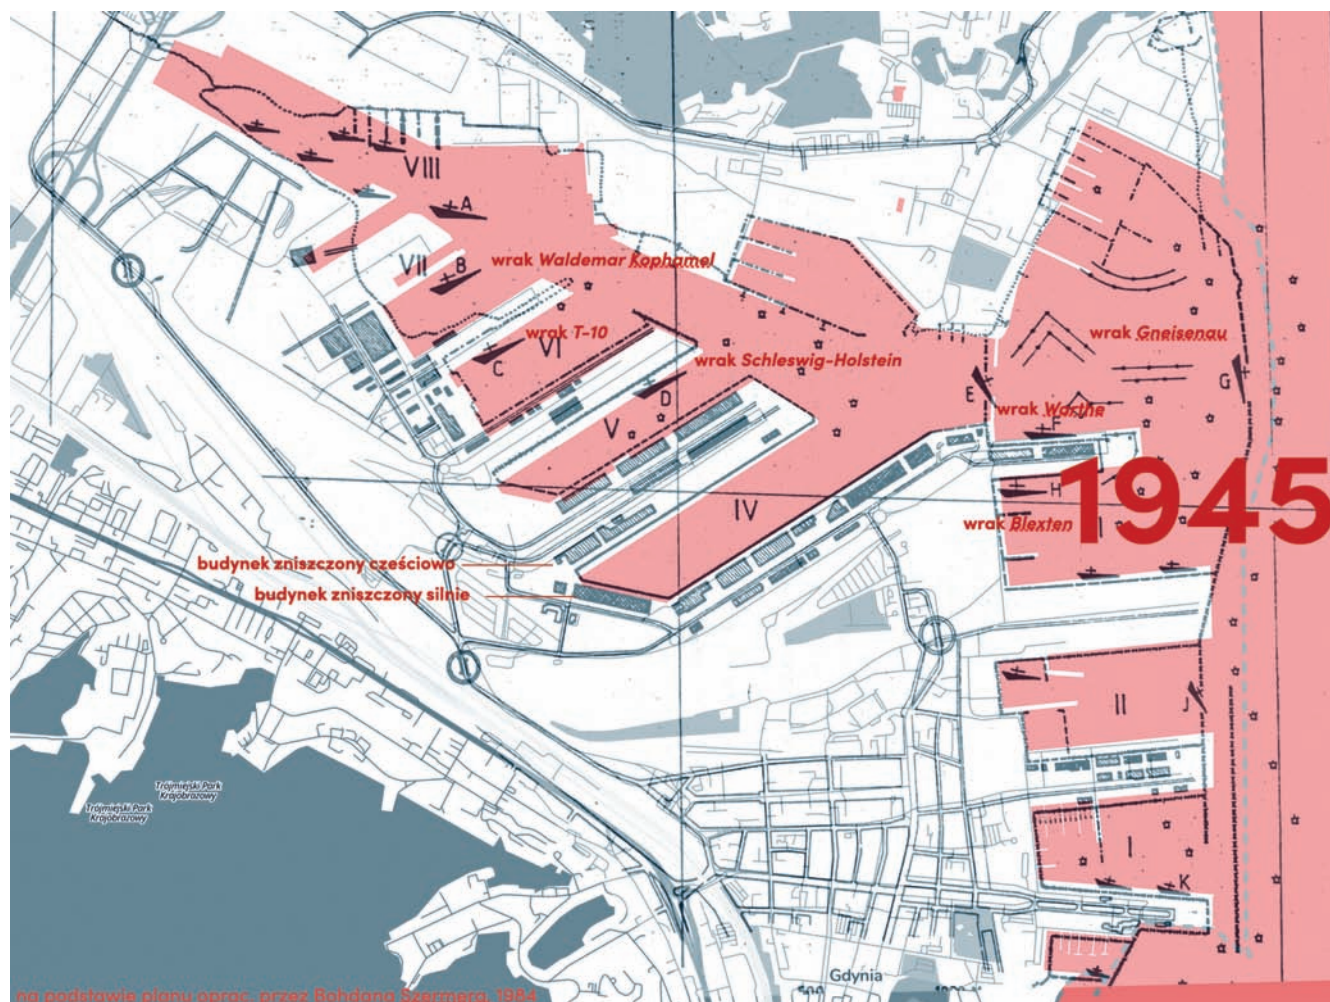 VIII
A
VII
B
wrak Waldemar Kophamel
wrak T-10
VI
C
wrak Schleswig-Holstein
D
wrak Gneisenau
G
E
wrak Warthe
F
V
H
1945
IV
wrak Blexten
budynek zniszczony cześciowo
budynek zniszczony silnie
II
J
Trójmiejski Park
Krajobrazowy
Trójmiejski Park
Krajobrazowy
I
K
Gdynia
na podstawie planu oprac. przez Bohdana Szermera, 1984